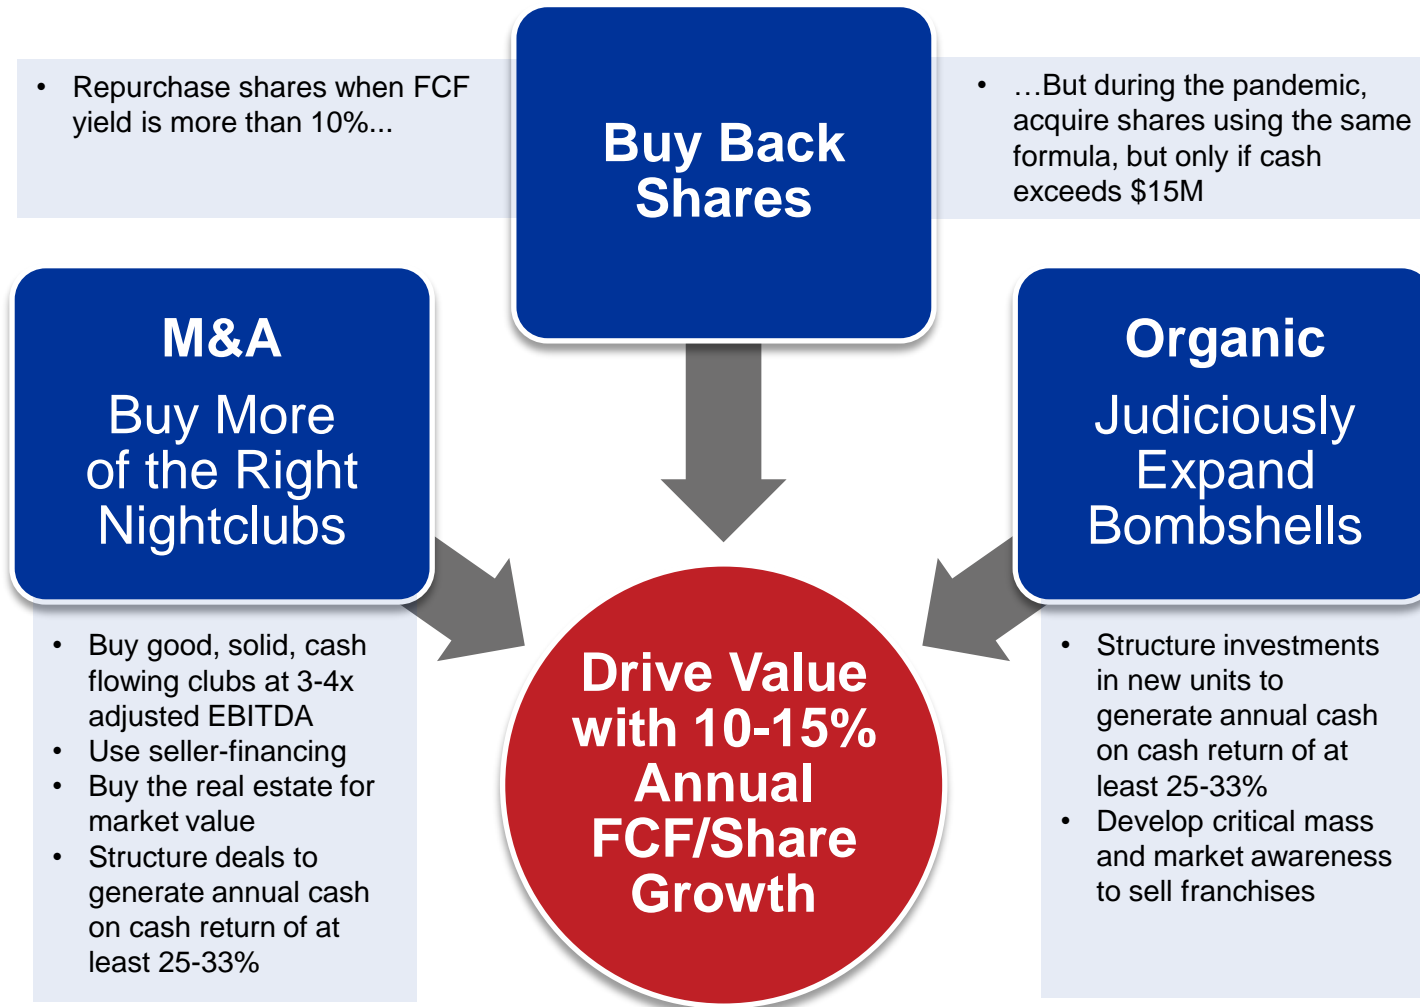 • Repurchase shares when FCF
yield is more than 10%...
Buy Back
Shares
• …But during the pandemic,
acquire shares using the same
formula, but only if cash
exceeds $15M
M&A
Buy More
of the Right
Nightclubs
• Buy good, solid, cash
flowing clubs at 3-4x
adjusted EBITDA
• Use seller-financing
• Buy the real estate for
market value
• Structure deals to
generate annual cash
on cash return of at
least 25-33%
Organic
Judiciously
Expand
Bombshells
• Structure investments
in new units to
generate annual cash
on cash return of at
least 25-33%
• Develop critical mass
and market awareness
to sell franchises
Drive Value
with 10-15%
Annual
FCF/Share
Growth